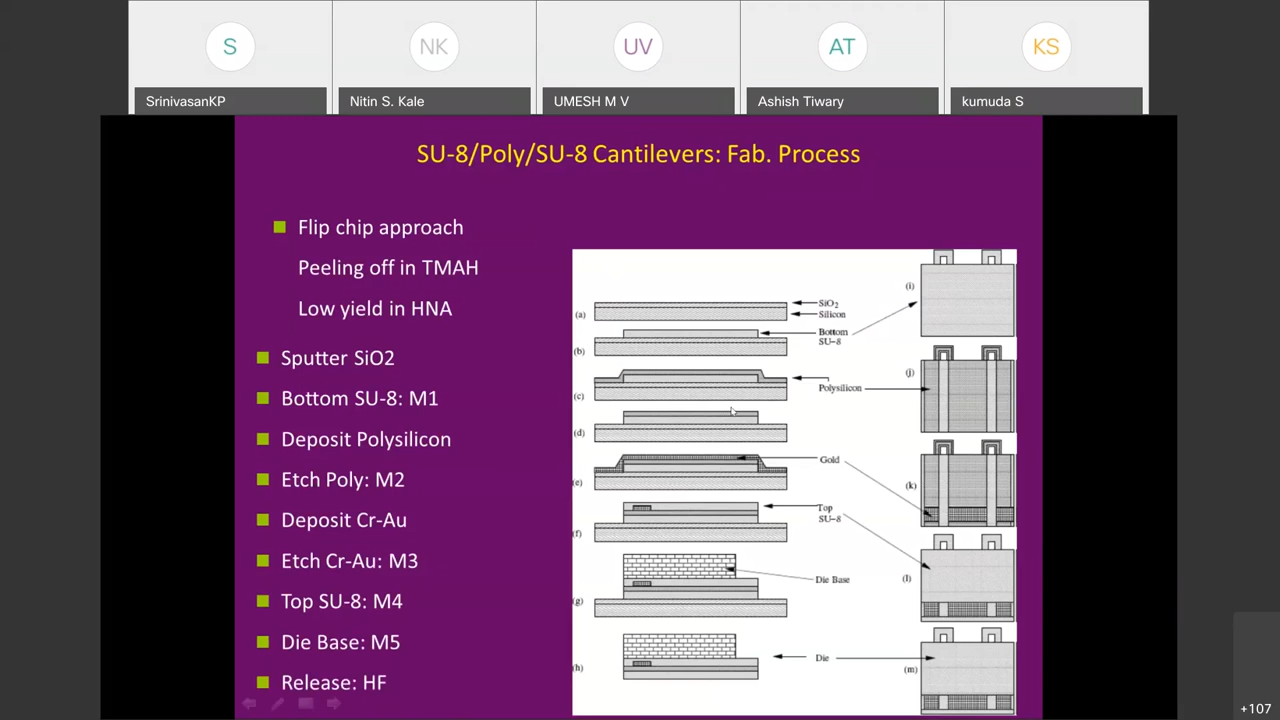 S
NK
UV
AT
KS
SrinivasanKP
Nitin S. Kale
UMESH M V
Ashish Tiwary
kumuda S
SU-8/Poly/SU-8 Cantilevers: Fab. Process
Flip chip approach
Peeling off in TMAH
Low yield in HNA
Sputter SiO2
Bottom SU-8: M1
Deposit Polysilicon
Etch Poly: M2
Deposit Cr-Au
Etch Cr-Au: M3
Top SU-8: M4
Die Base: M5
Release: HF
(a)
SiO2
Silicon
(b)
Bottom
SU-8
(c)
Polysilicon
(d)
(e)
Gold
(f)
Top
SU-8
(g)
Die Base
(h)
Die
(i)
(j)
(k)
(l)
(m)
+107